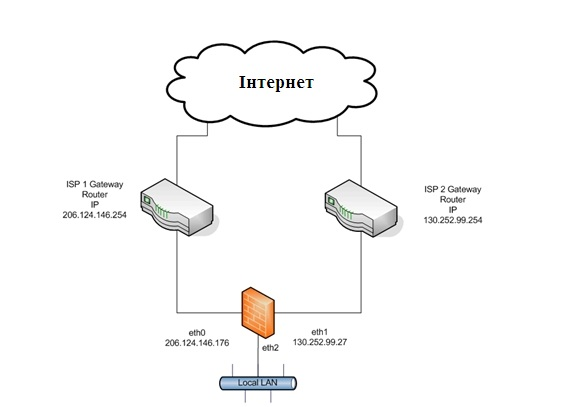 Інтернет
ISP 1 Gateway
Router
IP
206.124.146.254
ISP 2 Gateway
Router
IP
130.252.99.254
eth0
206.124.146.176
eth2
eth1
130.252.99.27
Local LAN